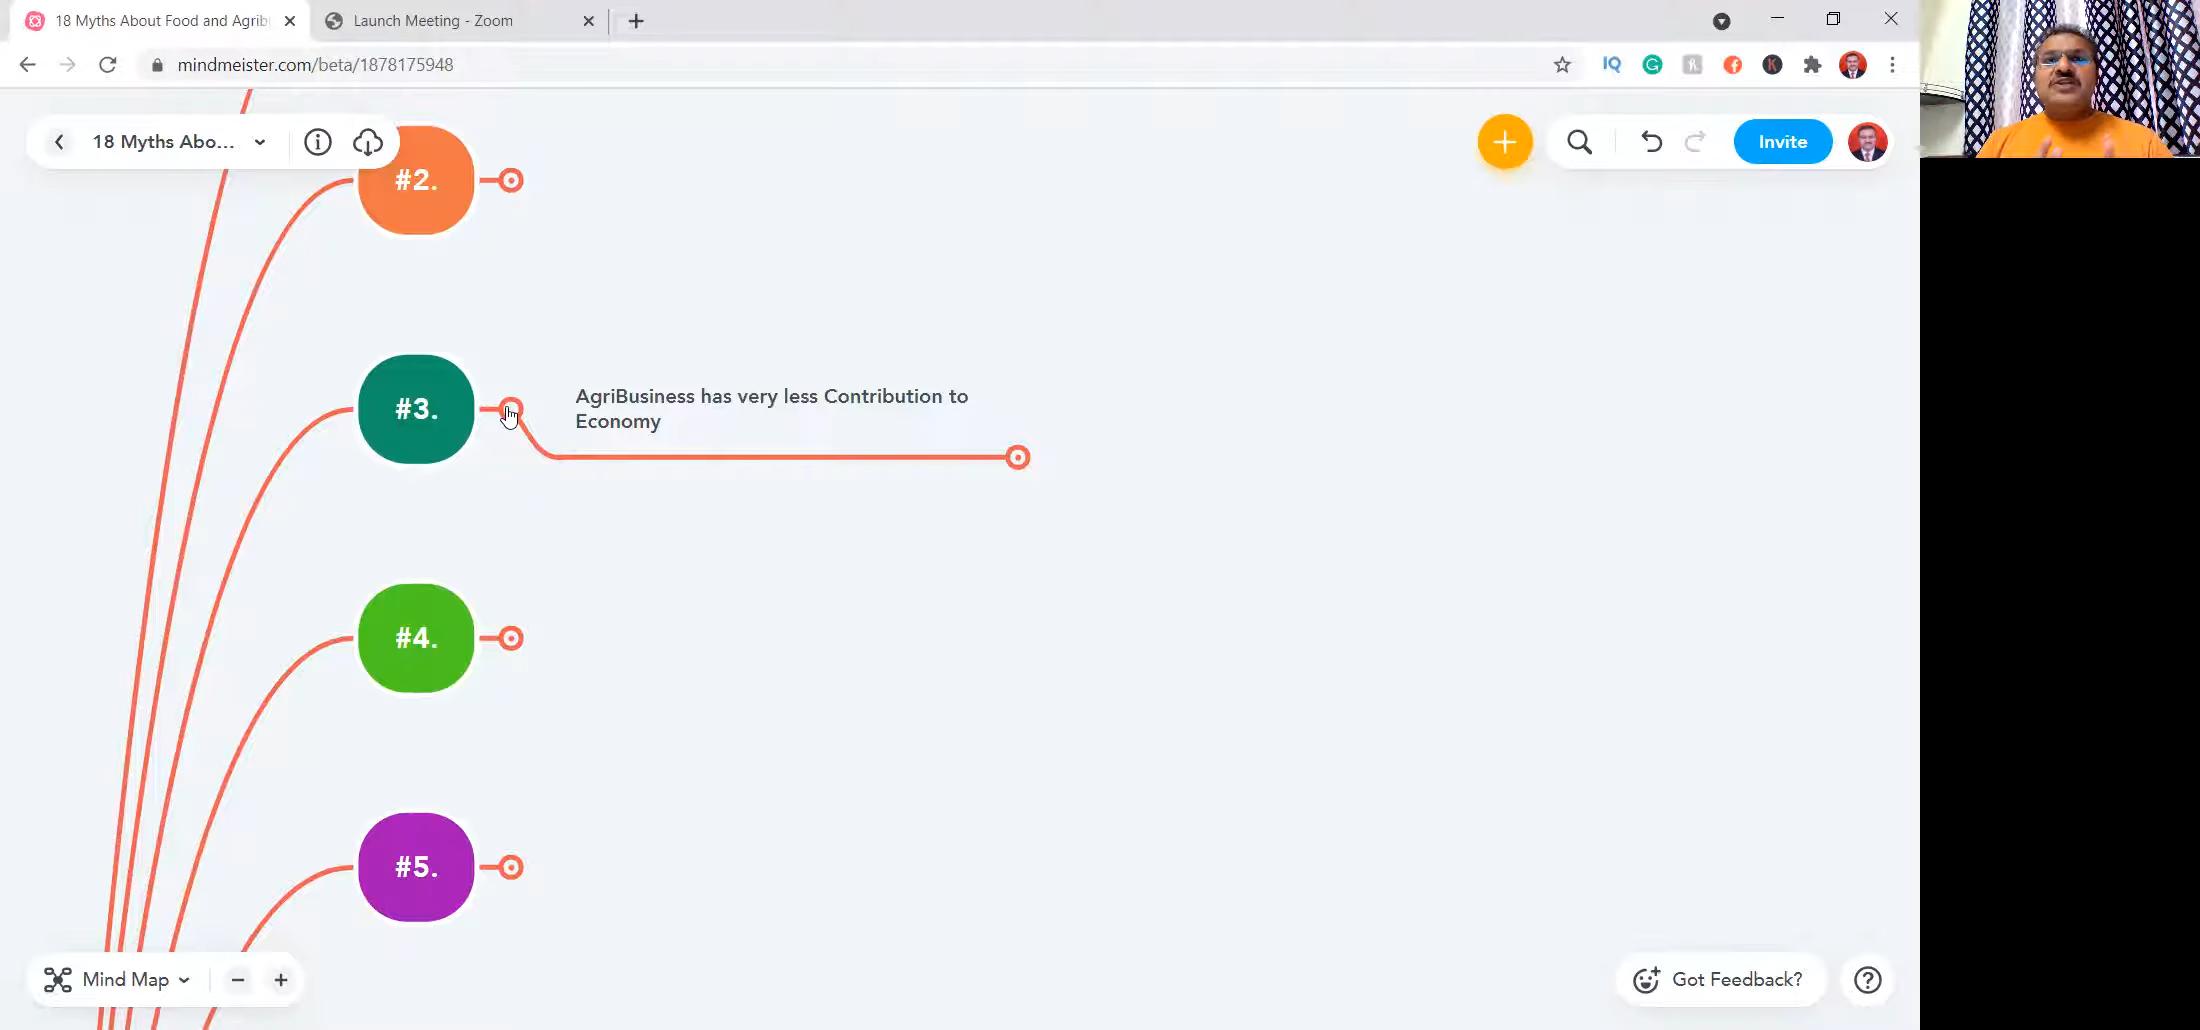 18 Myths About Food and Agrib
Launch Meeting - Zoom
mindmeister.com/beta/1878175948
IQ
18 Myths Abo...
Invite
#2.
#3.
AgriBusiness has very less Contribution to
Economy
#4.
#5.
Mind Map
Got Feedback?